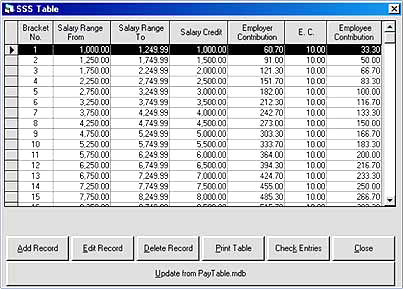 SSS Table
Bracket No. Salary Range From Salary Range To Salary Credit Employer Contribution E. C. Employee Contribution
1 1,000.00 1,249.99 1,000.00 60.70 10.00 33.30
2 1,250.00 1,749.99 1,500.00 91.00 10.00 50.00
3 1,750.00 2,249.99 2,000.00 121.30 10.00 66.70
4 2,250.00 2,749.99 2,500.00 151.70 10.00 83.30
5 2,750.00 3,249.99 3,000.00 182.00 10.00 100.00
6 3,250.00 3,749.99 3,500.00 212.30 10.00 116.70
7 3,750.00 4,249.99 4,000.00 242.70 10.00 133.30
8 4,250.00 4,749.99 4,500.00 273.00 10.00 150.00
9 4,750.00 5,249.99 5,000.00 303.30 10.00 166.70
10 5,250.00 5,749.99 5,500.00 333.70 10.00 183.30
11 5,750.00 6,249.99 6,000.00 364.00 10.00 200.00
12 6,250.00 6,749.99 6,500.00 394.30 10.00 216.70
13 6,750.00 7,249.99 7,000.00 424.70 10.00 233.30
14 7,250.00 7,749.99 7,500.00 455.00 10.00 250.00
15 7,750.00 8,249.99 8,000.00 485.30 10.00 266.70
Add Record Edit Record Delete Record Print Table Check Entries Close
Update from PayTable.mdb